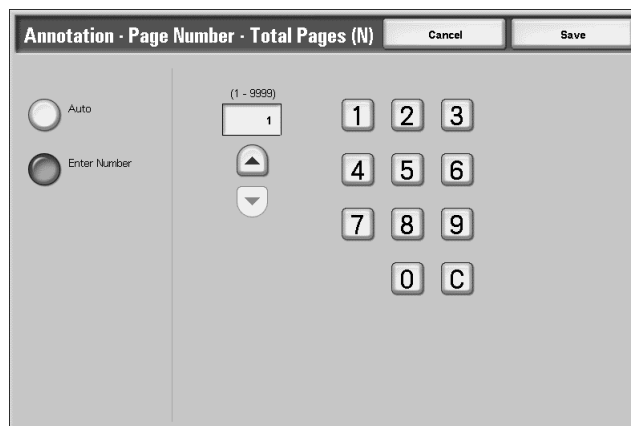 Annotation - Page Number - Total Pages (N)
Cancel
Save
Auto
Enter Number
(1 - 9999)
1
1 2 3
4 5 6
7 8 9
0 C